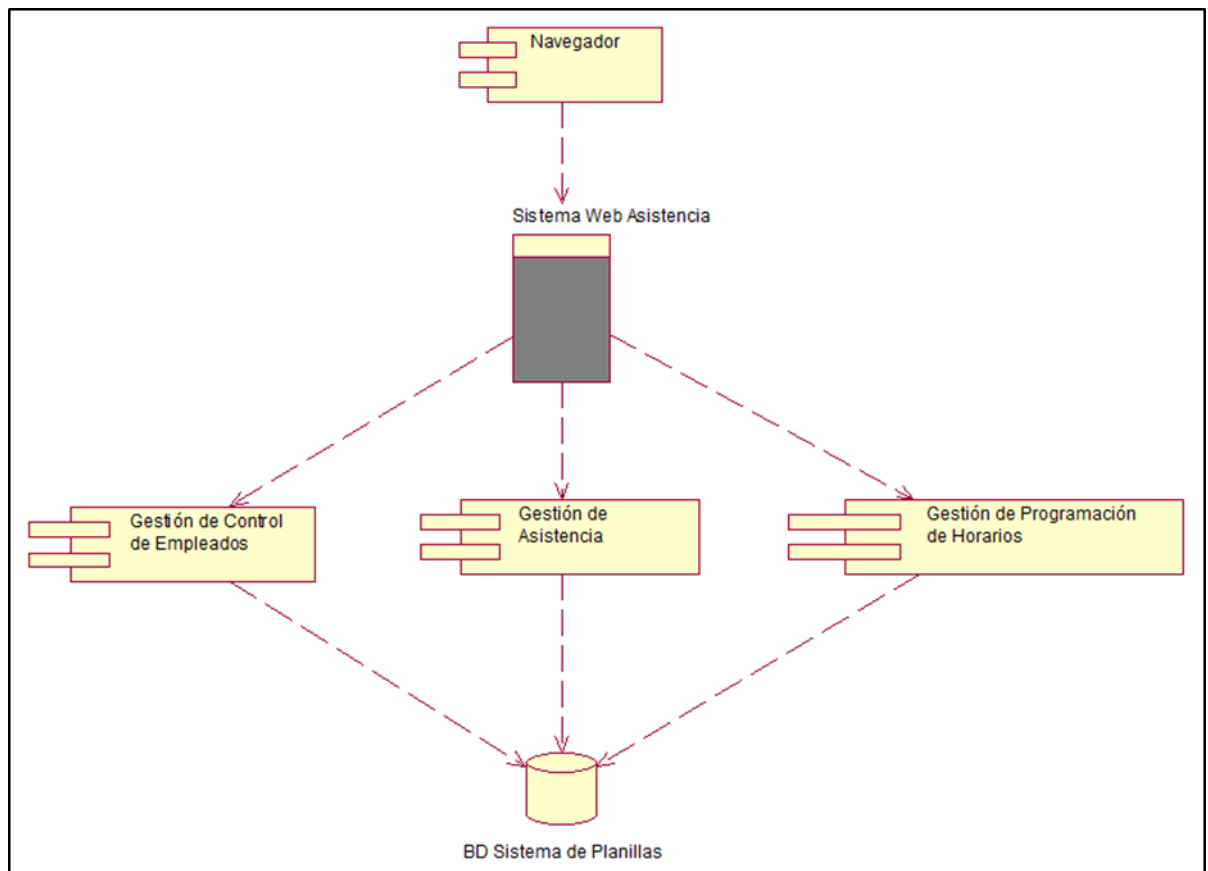 Navegador
Sistema Web Asistencia
Gestión de Control
de Empleados
Gestión de
Asistencia
Gestión de Programación
de Horarios
BD Sistema de Planillas